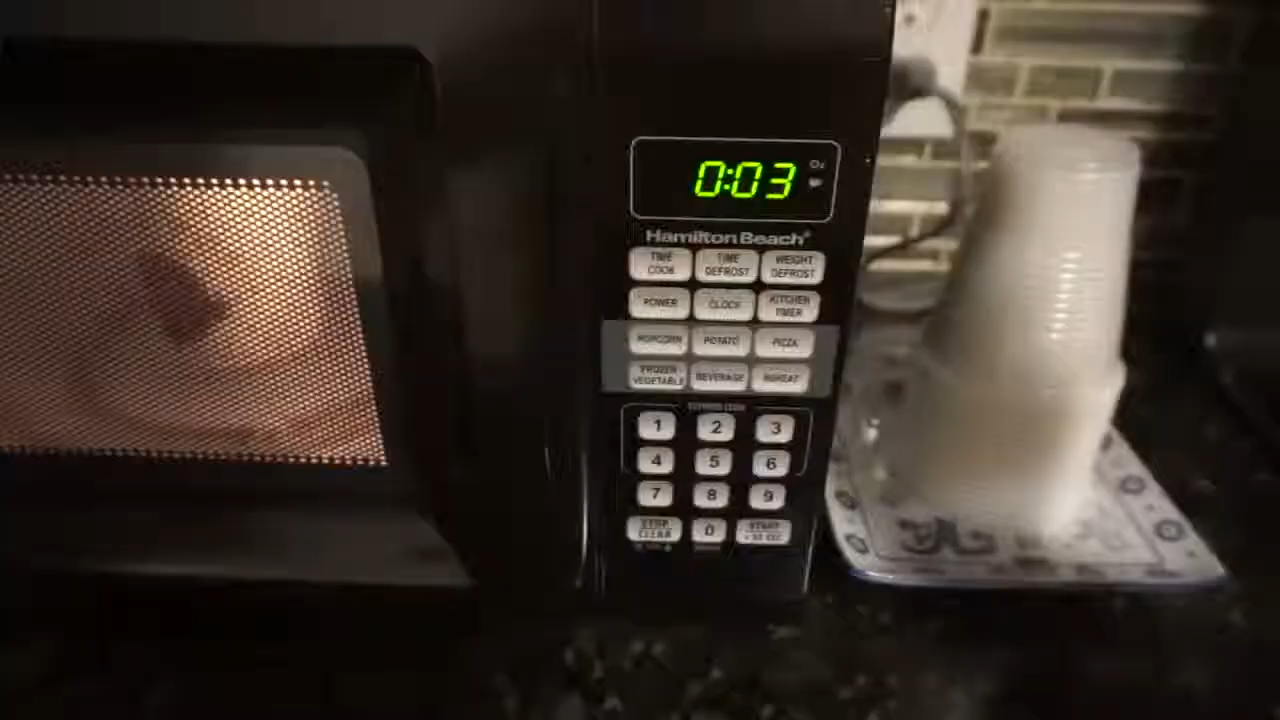 0:03
Hamilton Beach®
TIME COOK
TIME DEFROST
WEIGHT DEFROST
POWER
CLOCK
KITCHEN TIMER
POPCORN
POTATO
PIZZA
FROZEN VEGETABLE
BEVERAGE
REHEAT
1 2 3
4 5 6
7 8 9
STOP CLEAR
0
START +30 SEC